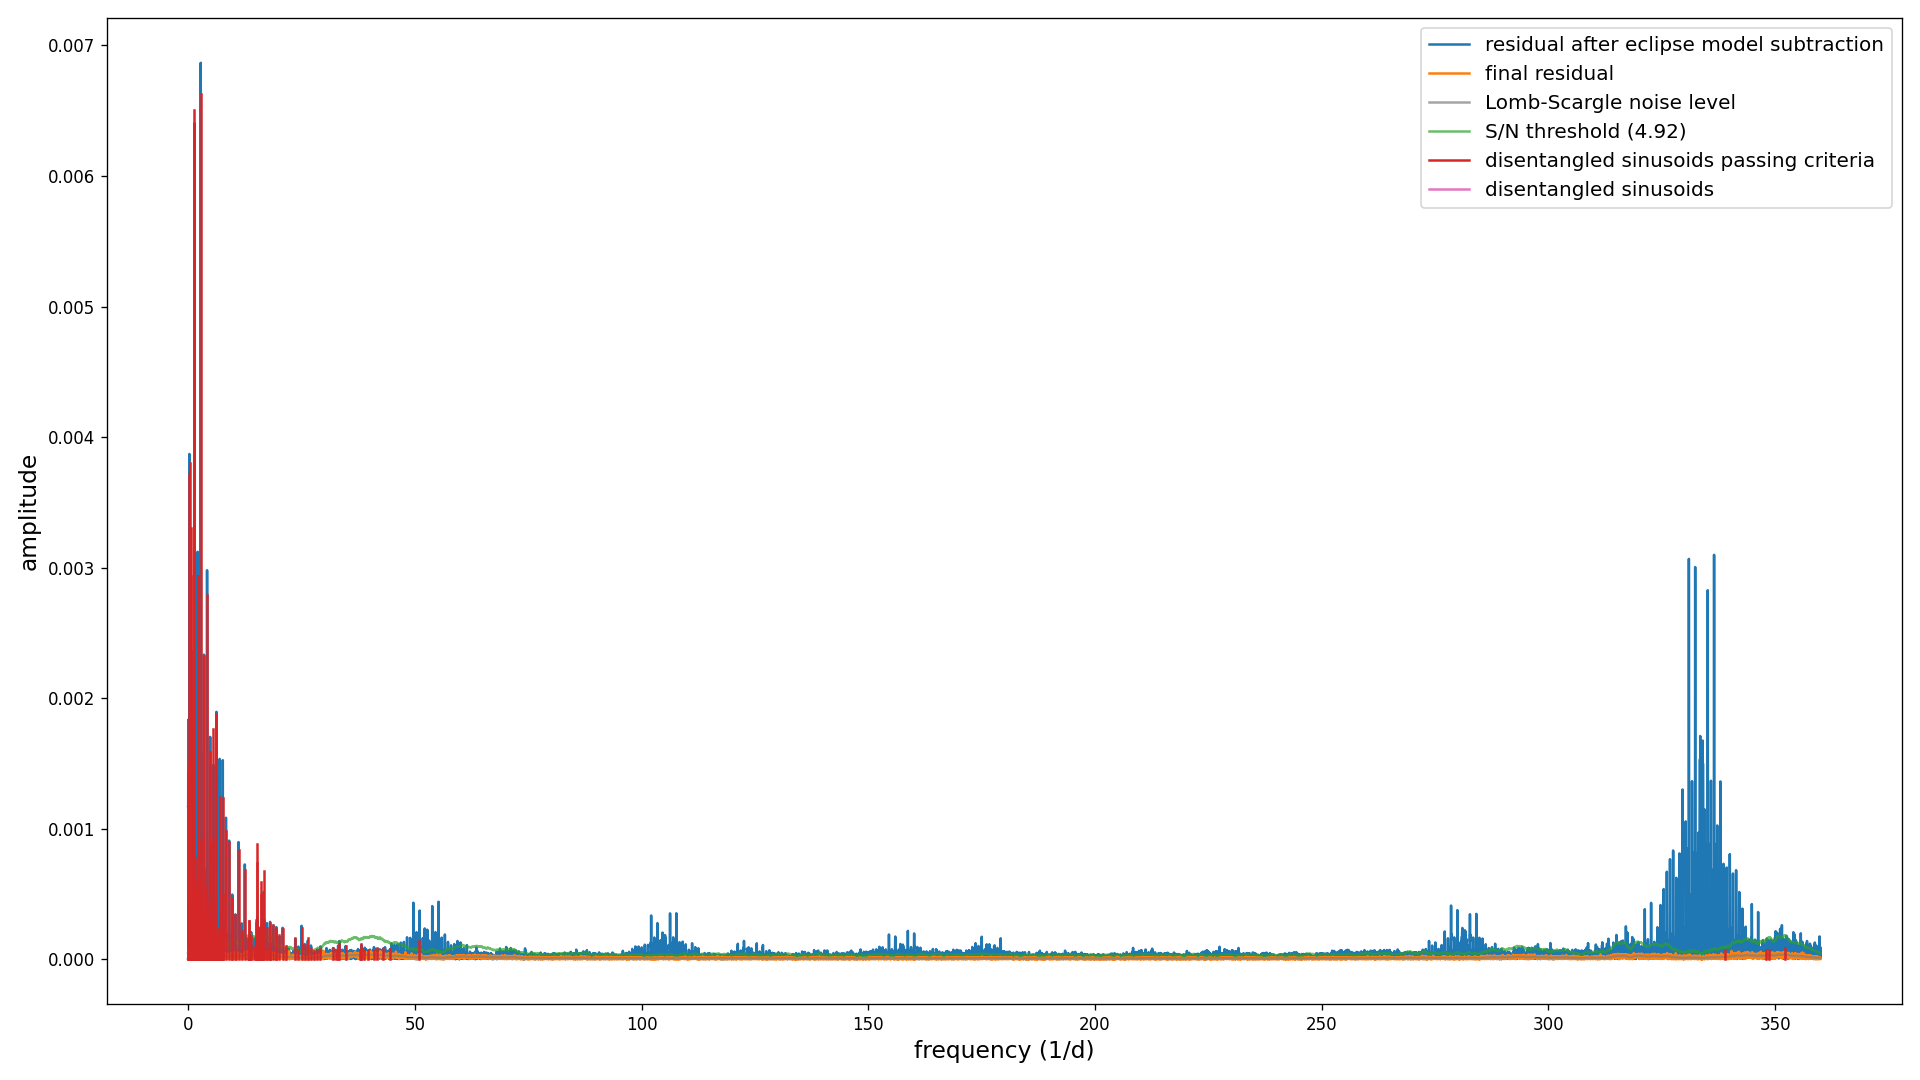 residual after eclipse model subtraction
final residual
Lomb-Scargle noise level
S/N threshold (4.92)
disentangled sinusoids passing criteria
disentangled sinusoids
amplitude
0.007
0.006
0.005
0.004
0.003
0.002
0.001
0.000
0 50 100 150 200 250 300 350
frequency (1/d)